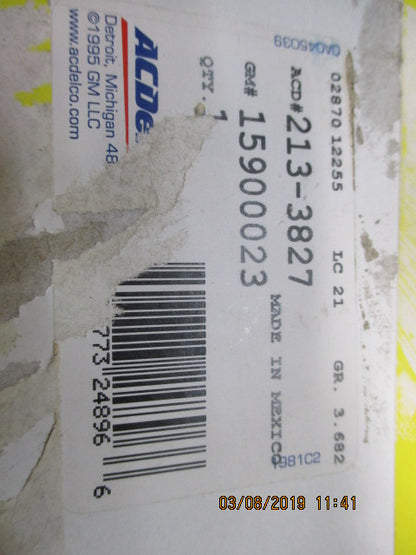 ACDe
Detroit, Michigan 48
©1995 GM LLC
www.acdelco.com
0A045039
02870 12255 LC 21 GR. 3.682
ACD#213-3827
GM# 15900023
MADE IN MEXICO
QTY. 1
773 24896 6
981C2
03/08/2019 11:41